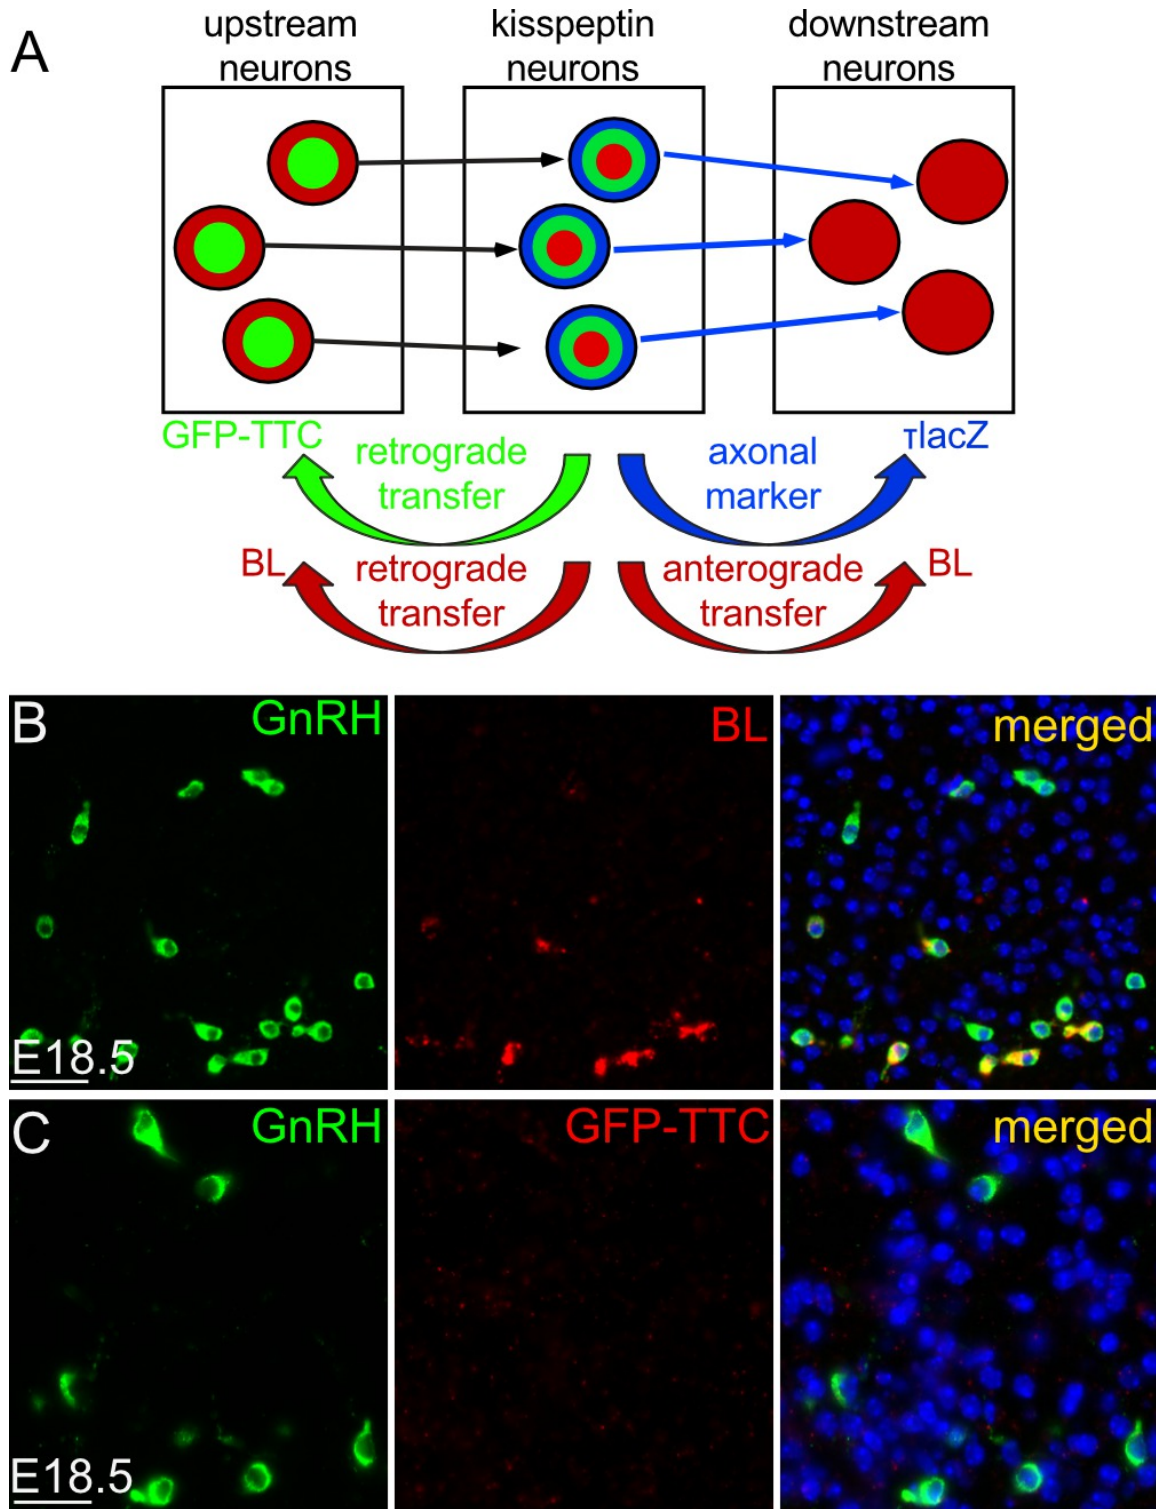 A
upstream
neurons
kisspeptin
neurons
downstream
neurons
GFP-TTC
retrograde
transfer
axonal
marker
τlacZ
BL
retrograde
transfer
anterograde
transfer
BL
B
GnRH
BL
merged
E18.5
C
GnRH
GFP-TTC
merged
E18.5